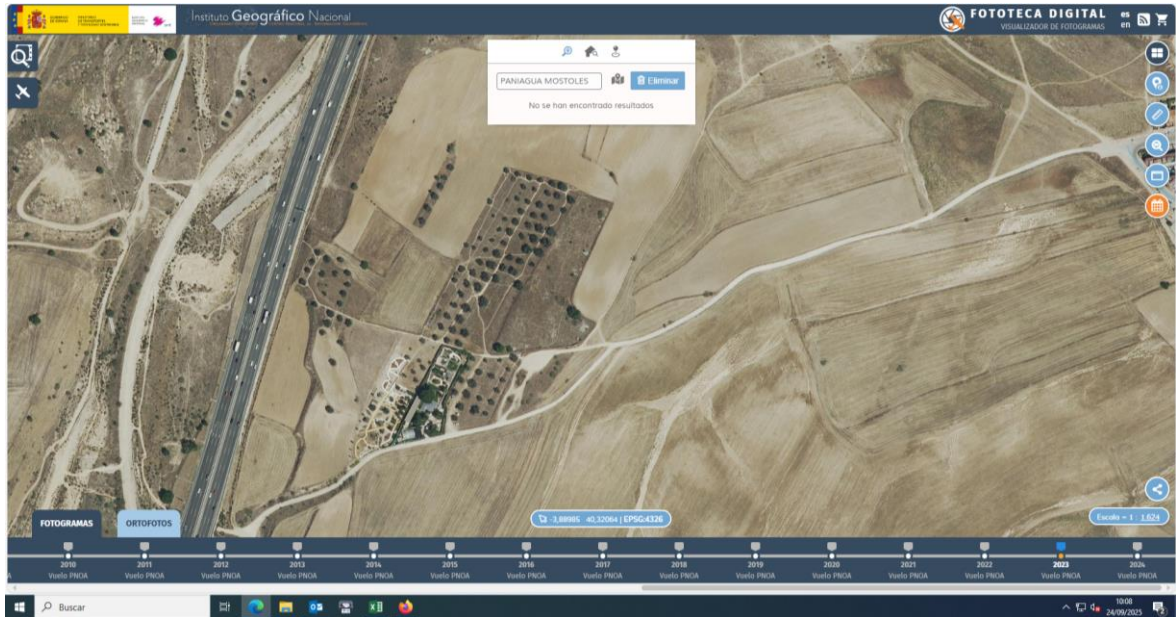 Instituto Geográfico Nacional
FOTOTECA DIGITAL
VISUALIZADOR DE FOTOGRAMAS
es
en
PANIAGUA MOSTOLES
Eliminar
No se han encontrado resultados
FOTOGRAMAS
ORTOFOTOS
-3,88985 40,32064 | EPSG:4326
Escala = 1 : 1.624
2010 2011 2012 2013 2014 2015 2016 2017 2018 2019 2020 2021 2022 2023 2024
A Vuelo PNOA Vuelo PNOA Vuelo PNOA Vuelo PNOA Vuelo PNOA Vuelo PNOA Vuelo PNOA Vuelo PNOA Vuelo PNOA Vuelo PNOA Vuelo PNOA Vuelo PNOA Vuelo PNOA Vuelo PNOA Vuelo PNOA
Buscar
10:08
24/09/2025